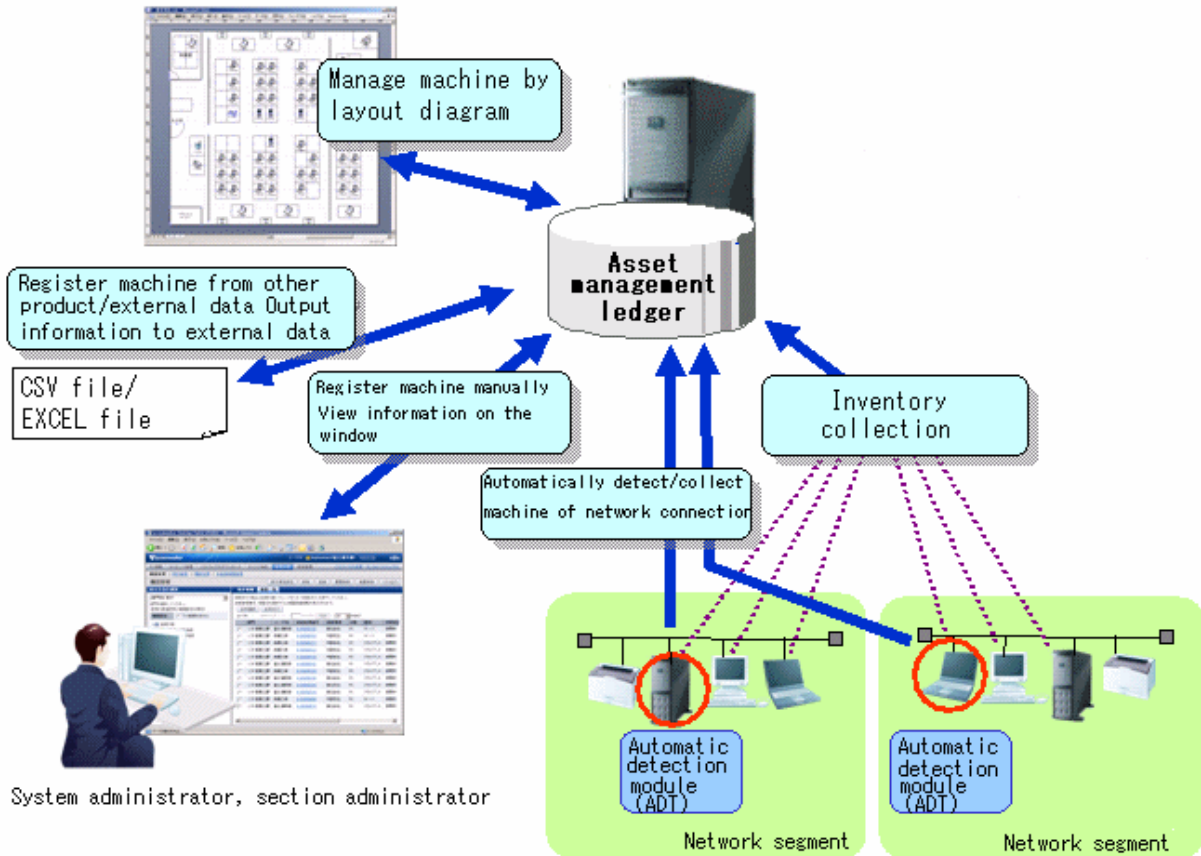 Manage machine by
layout diagram
Asset
management
ledger
Register machine from other
product/external data Output
information to external data
CSV file/
EXCEL file
Register machine manually
View information on the
window
Inventory
collection
Automatically detect/collect
machine of network connection
System administrator, section administrator
Automatic
detection
module
(ADT)
Network segment
Automatic
detection
module
(ADT)
Network segment